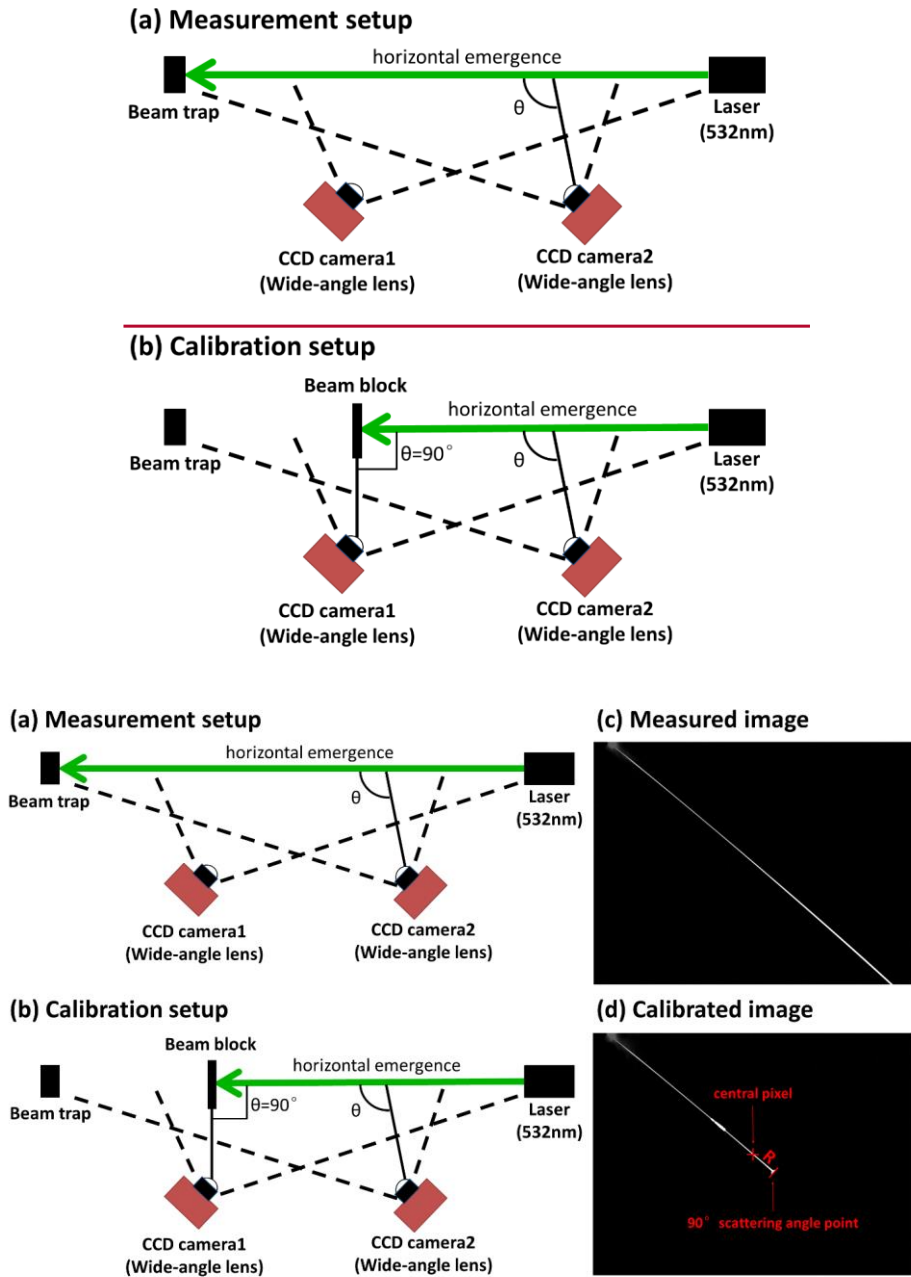 (a) Measurement setup
horizontal emergence
θ
Beam trap
Laser
(532nm)
CCD camera1
(Wide-angle lens)
CCD camera2
(Wide-angle lens)
(b) Calibration setup
Beam block
horizontal emergence
θ=90°
θ
Beam trap
Laser
(532nm)
CCD camera1
(Wide-angle lens)
CCD camera2
(Wide-angle lens)
(a) Measurement setup
horizontal emergence
θ
Beam trap
Laser
(532nm)
CCD camera1
(Wide-angle lens)
CCD camera2
(Wide-angle lens)
(c) Measured image
(b) Calibration setup
Beam block
horizontal emergence
θ=90°
θ
Beam trap
Laser
(532nm)
CCD camera1
(Wide-angle lens)
CCD camera2
(Wide-angle lens)
(d) Calibrated image
central pixel
R
90° scattering angle point